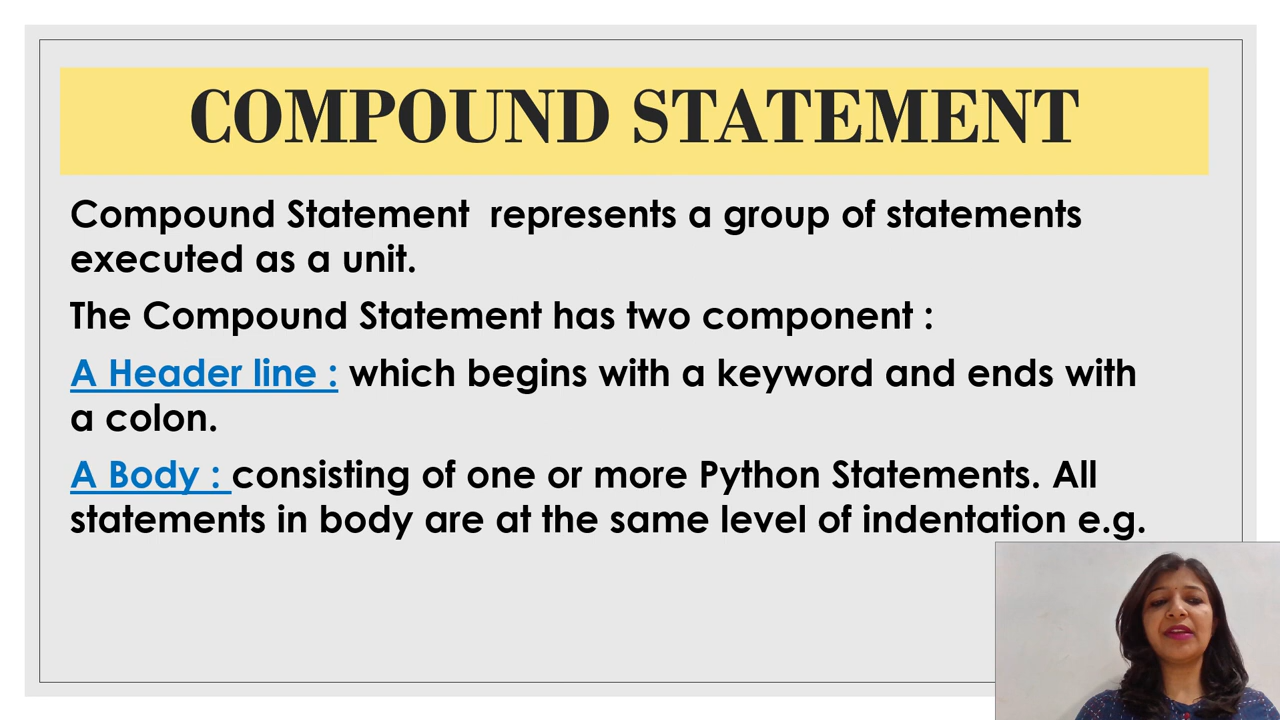 COMPOUND STATEMENT
Compound Statement represents a group of statements
executed as a unit.
The Compound Statement has two component :
A Header line : which begins with a keyword and ends with
a colon.
A Body : consisting of one or more Python Statements. All
statements in body are at the same level of indentation e.g.